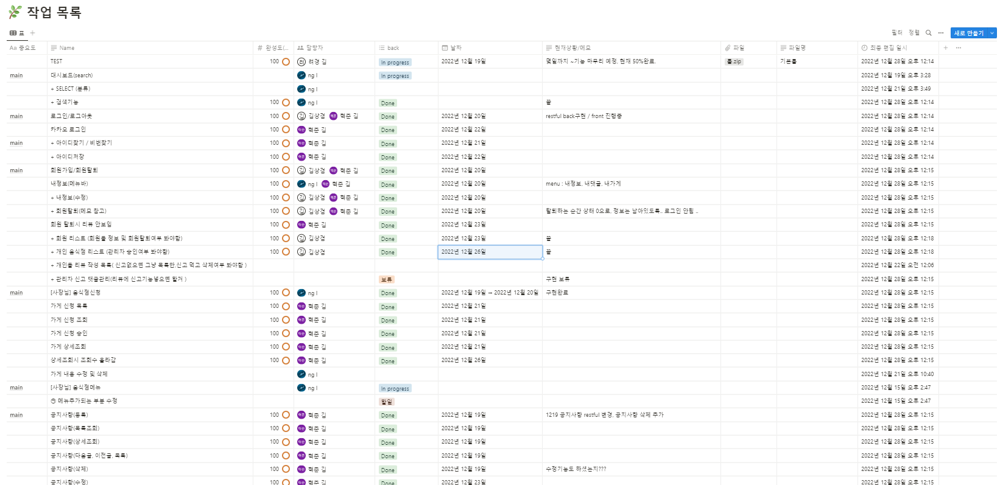 작업 목록
표
필터 정렬 새로 만들기
Aa 중요도 Name # 완성도(... 담당자 back 날짜 현재상황/메모 파일 파일명 최종 편집 일시
TEST 100 려경 김 In progress 2022년 12월 19일 몇일까지 ~기능 마무리 예정. 현재 50%완료. 툴.zip 기본툴 2022년 12월 28일 오후 12:14
main 대시보드(search) ng l In progress 2022년 12월 19일 오후 3:28
+ SELECT (분류) ng l 2022년 12월 21일 오후 3:49
+ 검색기능 100 ng l Done 끝 2022년 12월 28일 오후 12:14
main 로그인/로그아웃 100 김상겸 혁준 김 Done 2022년 12월 20일 restful back구현 / front 진행중 2022년 12월 28일 오후 12:14
카카오 로그인 100 혁준 김 Done 2022년 12월 22일 2022년 12월 28일 오후 12:14
main + 아이디찾기 / 비번찾기 100 혁준 김 Done 2022년 12월 21일 2022년 12월 28일 오후 12:14
+ 아이디저장 100 혁준 김 Done 2022년 12월 22일 2022년 12월 28일 오후 12:14
main 회원가입/회원탈퇴 100 김상겸 혁준 김 Done 2022년 12월 20일 2022년 12월 28일 오후 12:15
내정보(메뉴바) 100 ng l 혁준 김 Done 2022년 12월 20일 menu : 내정보, 내댓글, 내가게 2022년 12월 28일 오후 12:15
+ 내정보(수정) 100 김상겸 혁준 김 Done 2022년 12월 20일 2022년 12월 28일 오후 12:15
+ 회원탈퇴(메모 참고) 100 김상겸 혁준 김 Done 2022년 12월 20일 탈퇴하는 순간 상태 0으로, 정보는 남아있도록.. 로그인 안됨 .. 2022년 12월 28일 오후 12:15
회원 탈퇴시 리뷰 안보임 100 혁준 김 Done 2022년 12월 23일 2022년 12월 28일 오후 12:15
+ 회원 리스트 (회원들 정보 및 회원탈퇴여부 봐야함) 100 김상겸 Done 2022년 12월 23일 끝 2022년 12월 28일 오후 12:18
+ 개인 음식점 리스트 (관리자 승인여부 봐야함) 100 김상겸 Done 2022년 12월 26일 끝 2022년 12월 28일 오후 12:18
+ 개인들 리뷰 작성 목록( 신고없으면 그냥 목록만,신고 먹고 삭제여부 봐야함 ) 2022년 12월 22일 오전 12:06
+ 관리자 신고 댓글관리(리뷰에 신고기능넣으면 할거 ) 보류 구현 보류 2022년 12월 28일 오후 12:15
main [사장님] 음식점신청 100 ng l Done 2022년 12월 19일 → 2022년 12월 20일 구현완료 2022년 12월 28일 오후 12:15
가게 신청 목록 100 혁준 김 Done 2022년 12월 21일 2022년 12월 28일 오후 12:15
가게 신청 조회 100 혁준 김 Done 2022년 12월 21일 2022년 12월 28일 오후 12:15
가게 신청 승인 100 혁준 김 Done 2022년 12월 21일 2022년 12월 28일 오후 12:15
가게 상세조회 100 혁준 김 Done 2022년 12월 21일 2022년 12월 28일 오후 12:15
상세조회시 조회수 올라감 100 혁준 김 Done 2022년 12월 26일 2022년 12월 28일 오후 12:15
가게 내용 수정 및 삭제 ng l 2022년 12월 21일 오후 10:40
main [사장님] 음식점메뉴 ng l In progress 2022년 12월 15일 오후 2:47
메뉴추가되는 부분 수정 할일 2022년 12월 15일 오후 2:47
main 공지사항(등록) 100 혁준 김 Done 2022년 12월 19일 1219 공지사항 restful 변경, 공지사항 삭제 추가 2022년 12월 28일 오후 12:15
공지사항(목록조회) 100 혁준 김 Done 2022년 12월 19일 2022년 12월 28일 오후 12:15
공지사항(상세조회) 100 혁준 김 Done 2022년 12월 19일 2022년 12월 28일 오후 12:15
공지사항(다음글, 이전글, 목록) 100 혁준 김 Done 2022년 12월 19일 2022년 12월 28일 오후 12:15
공지사항(삭제) 100 혁준 김 Done 2022년 12월 19일 수정기능도 하셨는지??? 2022년 12월 28일 오후 12:15
공지사항(수정) 100 혁준 김 Done 2022년 12월 23일 2022년 12월 28일 오후 12:15